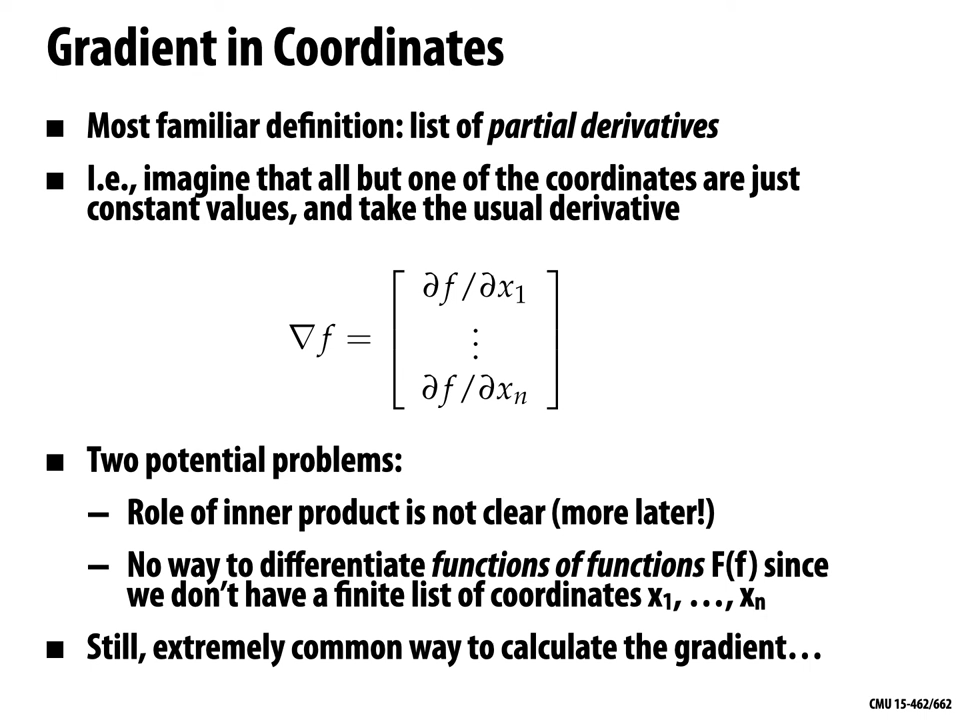 Gradient in Coordinates
■ Most familiar definition: list of partial derivatives
■ I.e., imagine that all but one of the coordinates are just
constant values, and take the usual derivative
∂f/∂x₁
∇f = [ ⋮ ]
∂f/∂xₙ
■ Two potential problems:
– Role of inner product is not clear (more later!)
– No way to differentiate functions of functions F(f) since
we don't have a finite list of coordinates x₁, …, xₙ
■ Still, extremely common way to calculate the gradient…
CMU 15-462/662